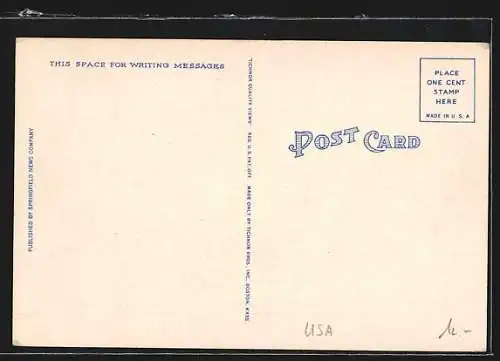 THIS SPACE FOR WRITING MESSAGES
PUBLISHED BY SPRINGFIELD NEWS COMPANY
"TICHNOR QUALITY VIEWS" REG. U.S. PAT. OFF. MADE ONLY BY TICHNOR BROS., INC., BOSTON, MASS.
POST CARD
PLACE
ONE CENT
STAMP
HERE
MADE IN U.S.A
USA